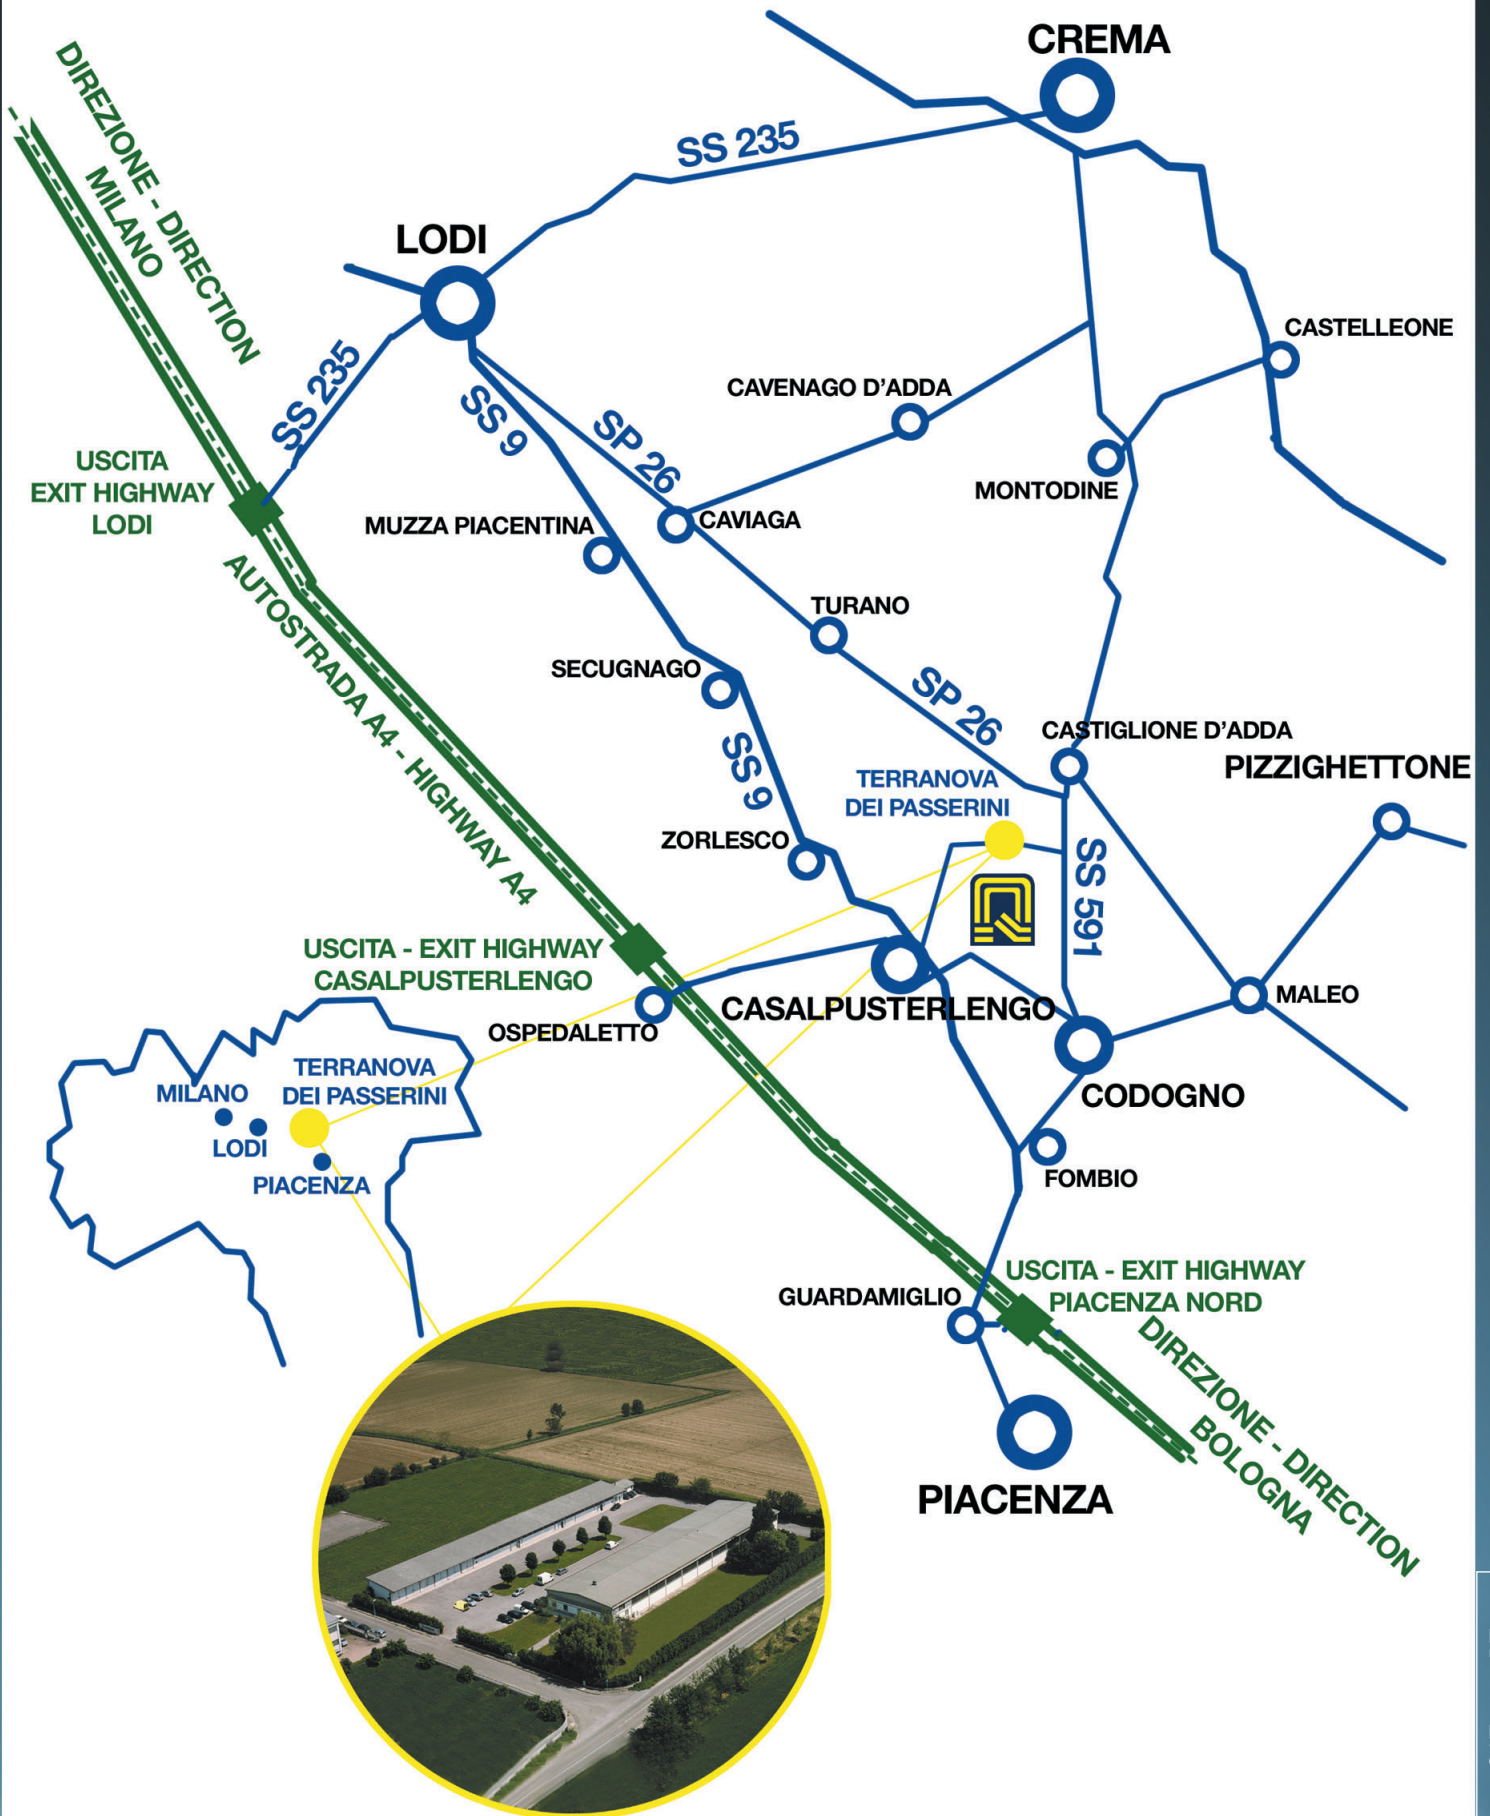 CREMA
DIREZIONE - DIRECTION
MILANO
SS 235
LODI
CASTELLEONE
SS 235
CAVENAGO D'ADDA
SS 9
SP 26
USCITA
EXIT HIGHWAY
LODI
MONTODINE
MUZZA PIACENTINA
CAVIAGA
AUTOSTRADA A4 - HIGHWAY A4
TURANO
SECUGNAGO
SP 26
CASTIGLIONE D'ADDA
PIZZIGHETTONE
SS 9
TERRANOVA
DEI PASSERINI
ZORLESCO
SS 591
USCITA - EXIT HIGHWAY
CASALPUSTERLENGO
CASALPUSTERLENGO
MALEO
OSPEDALETTO
TERRANOVA
DEI PASSERINI
MILANO
LODI
PIACENZA
CODOGNO
FOMBIO
USCITA - EXIT HIGHWAY
PIACENZA NORD
GUARDAMIGLIO
DIREZIONE - DIRECTION
BOLOGNA
PIACENZA